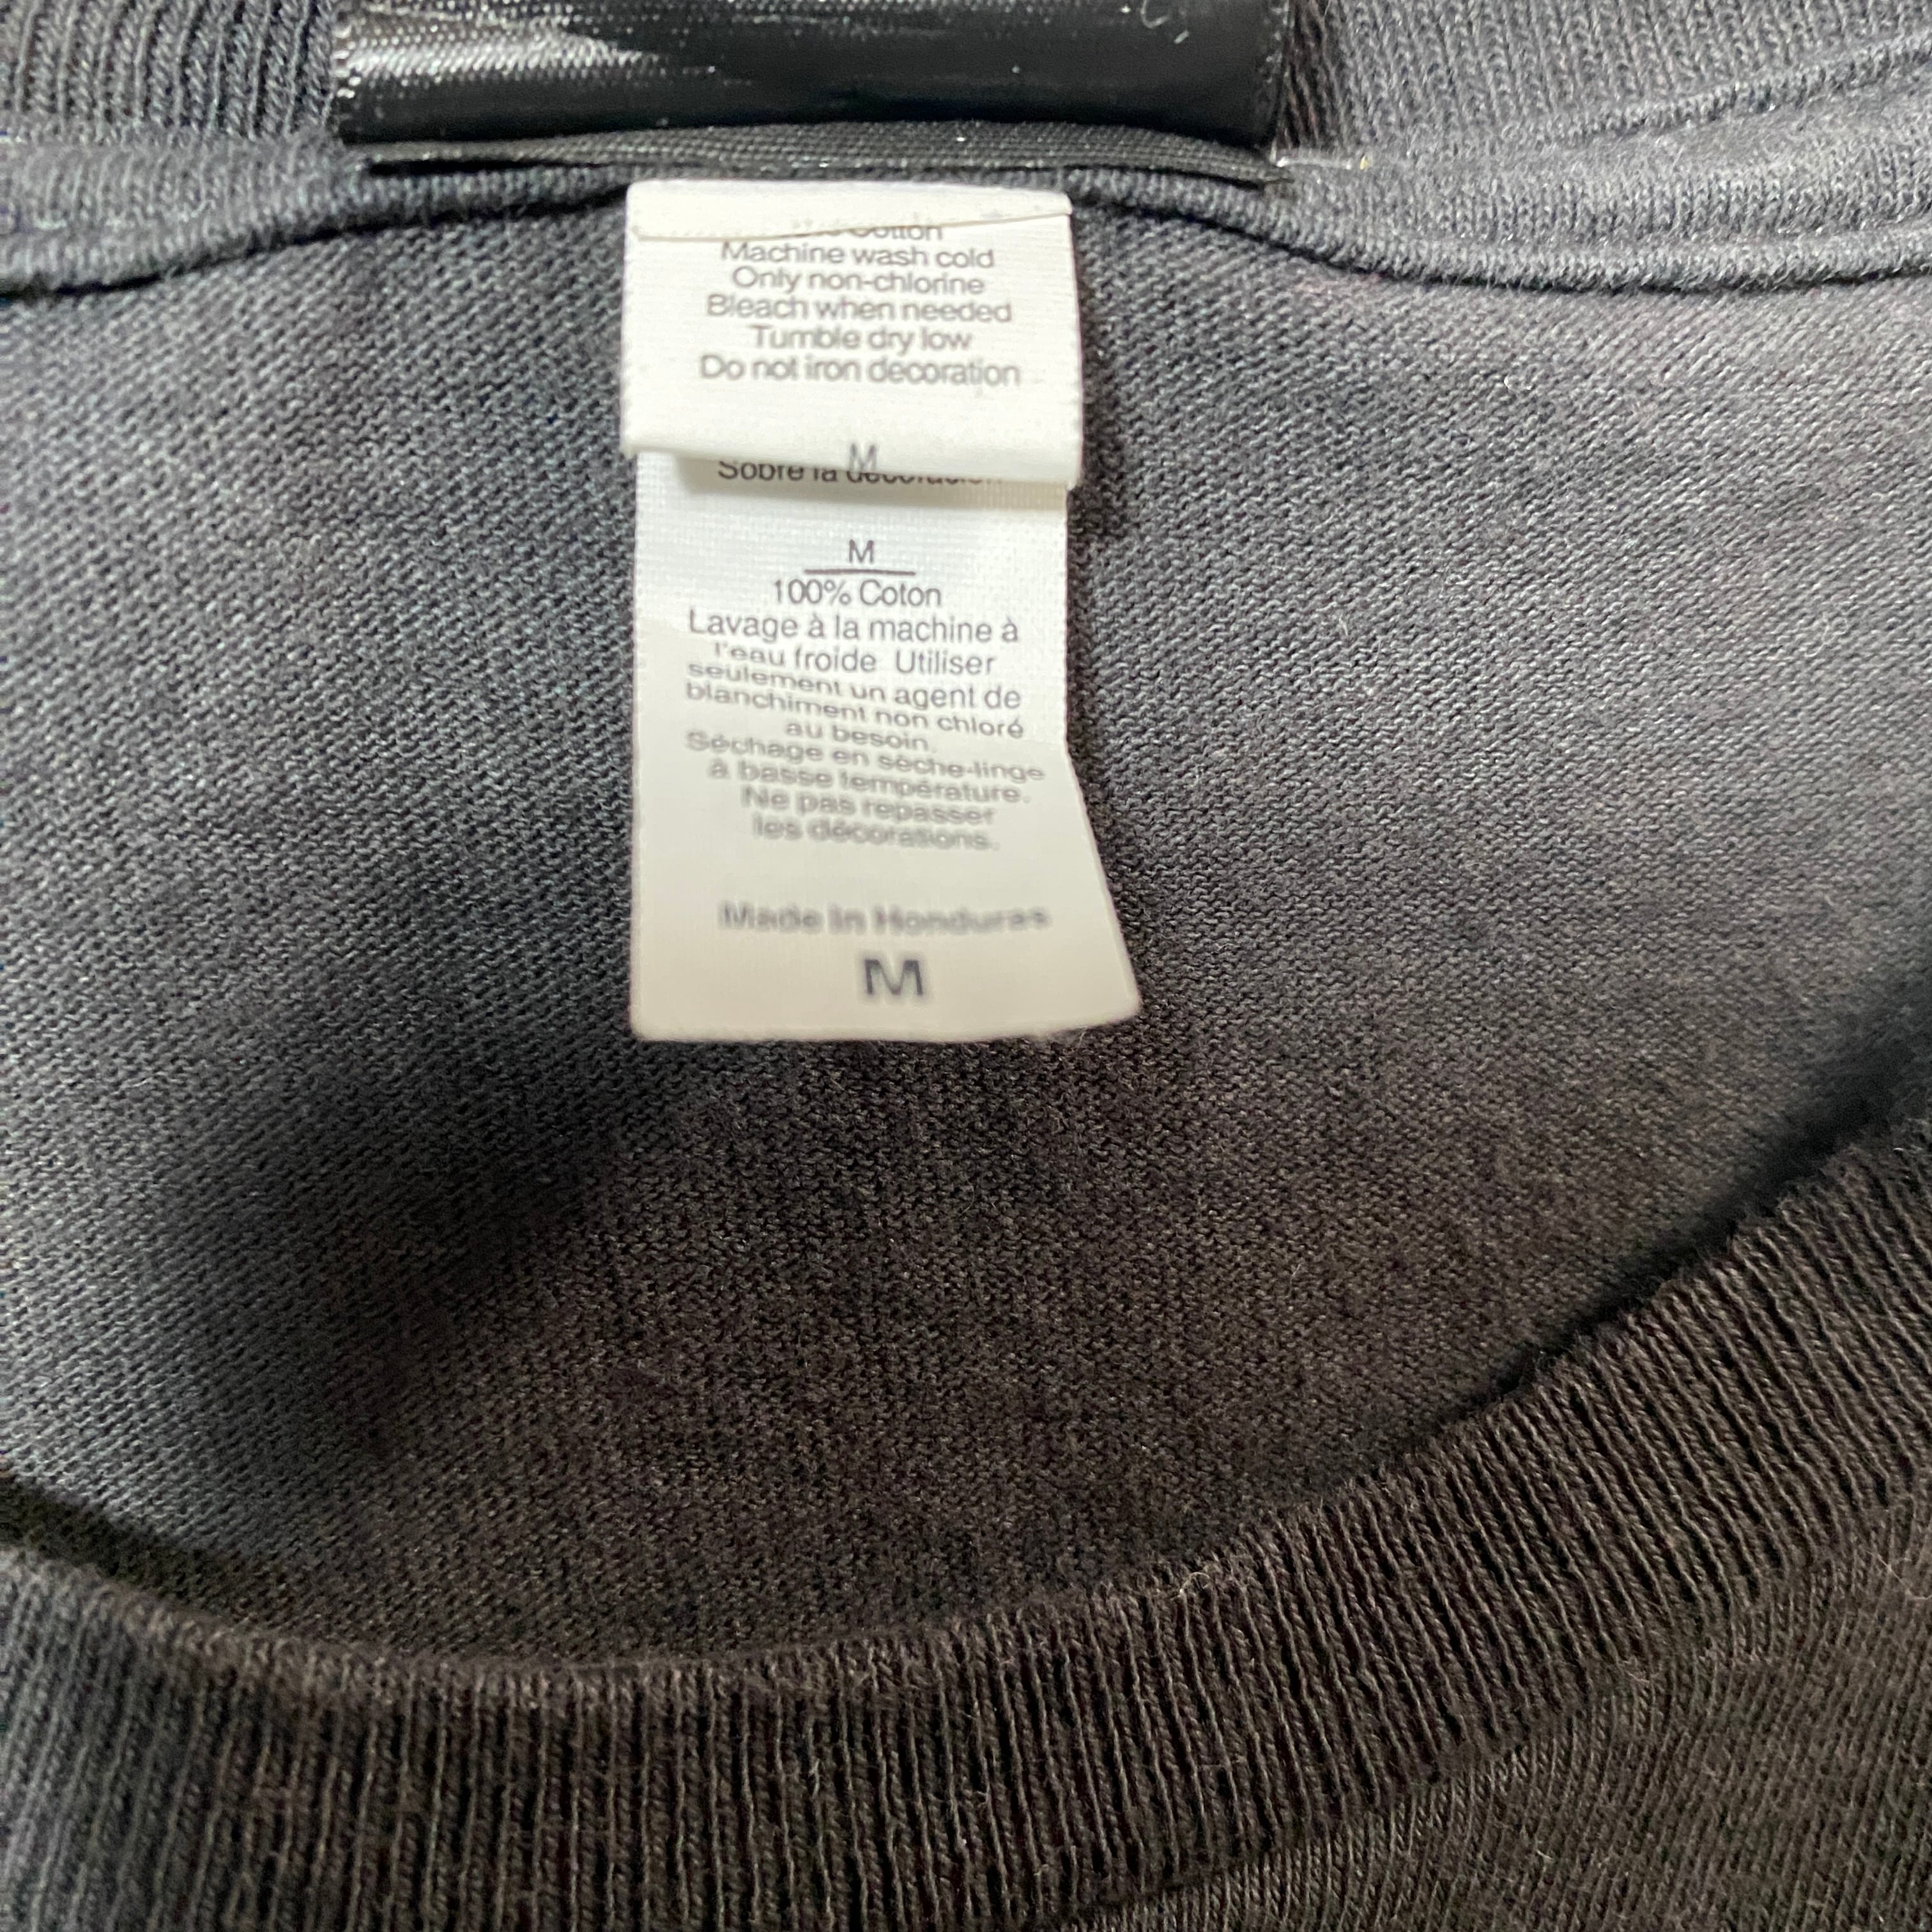 Cotton
Machine wash cold
Only non-chlorine
Bleach when needed
Tumble dry low
Do not iron decoration
M
Sobre la decoracion
M
100% Coton
Lavage à la machine à
l'eau froide Utiliser
seulement un agent de
blanchiment non chloré
au besoin.
Séchage en sèche-linge
à basse température.
Ne pas repasser
les décorations.
Made in Honduras
M